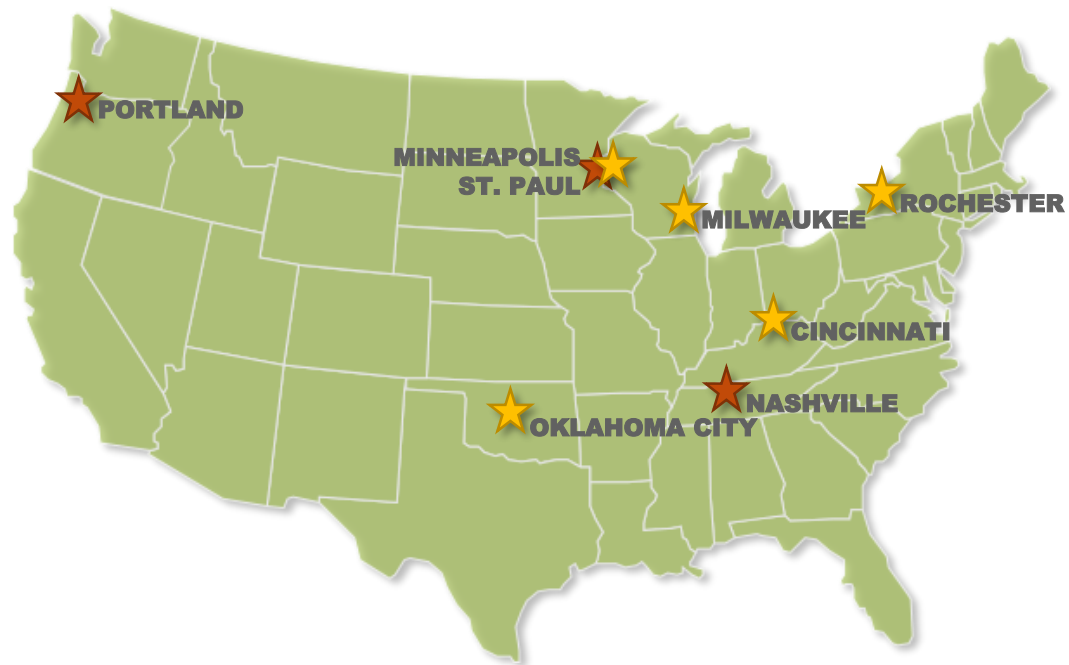 PORTLAND
MINNEAPOLIS
ST. PAUL
MILWAUKEE
ROCHESTER
CINCINNATI
NASHVILLE
OKLAHOMA CITY